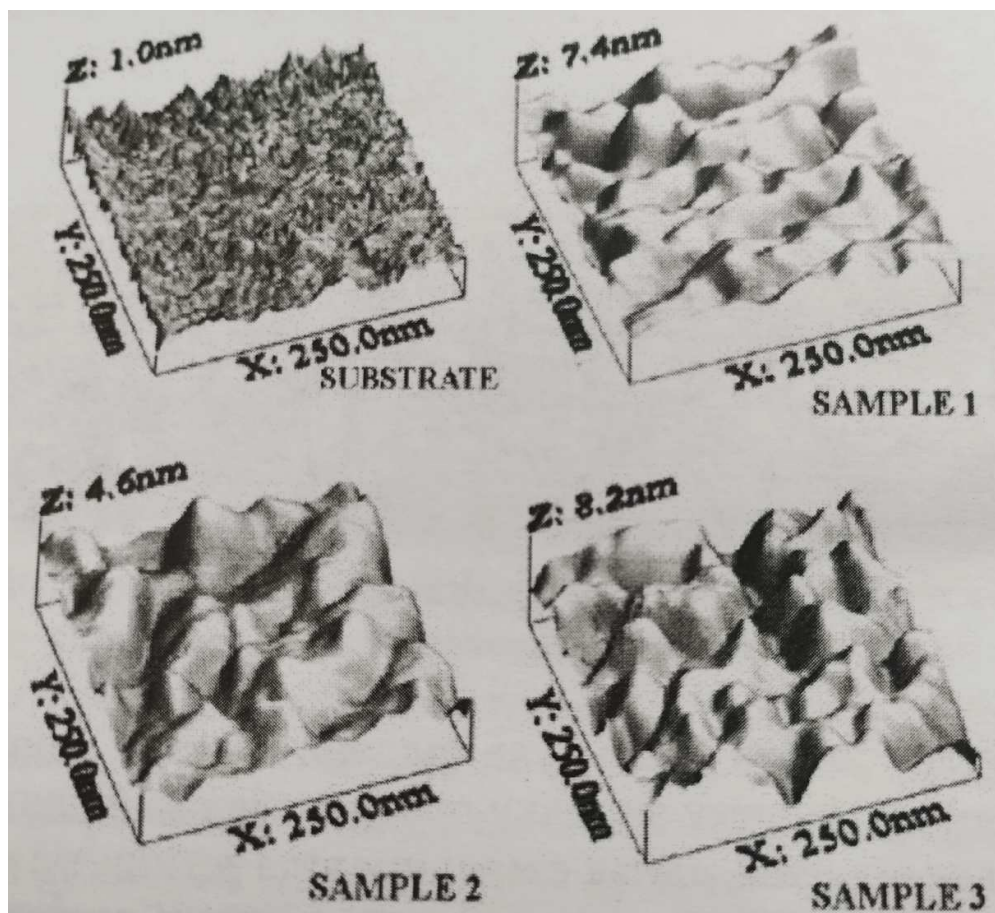 Z: 1.0nm
Y: 250.0nm
X: 250.0nm
SUBSTRATE
Z: 7.4nm
Y: 250.0nm
X: 250.0nm
SAMPLE 1
Z: 4.6nm
Y: 250.0nm
X: 250.0nm
SAMPLE 2
Z: 8.2nm
Y: 250.0nm
X: 250.0nm
SAMPLE 3